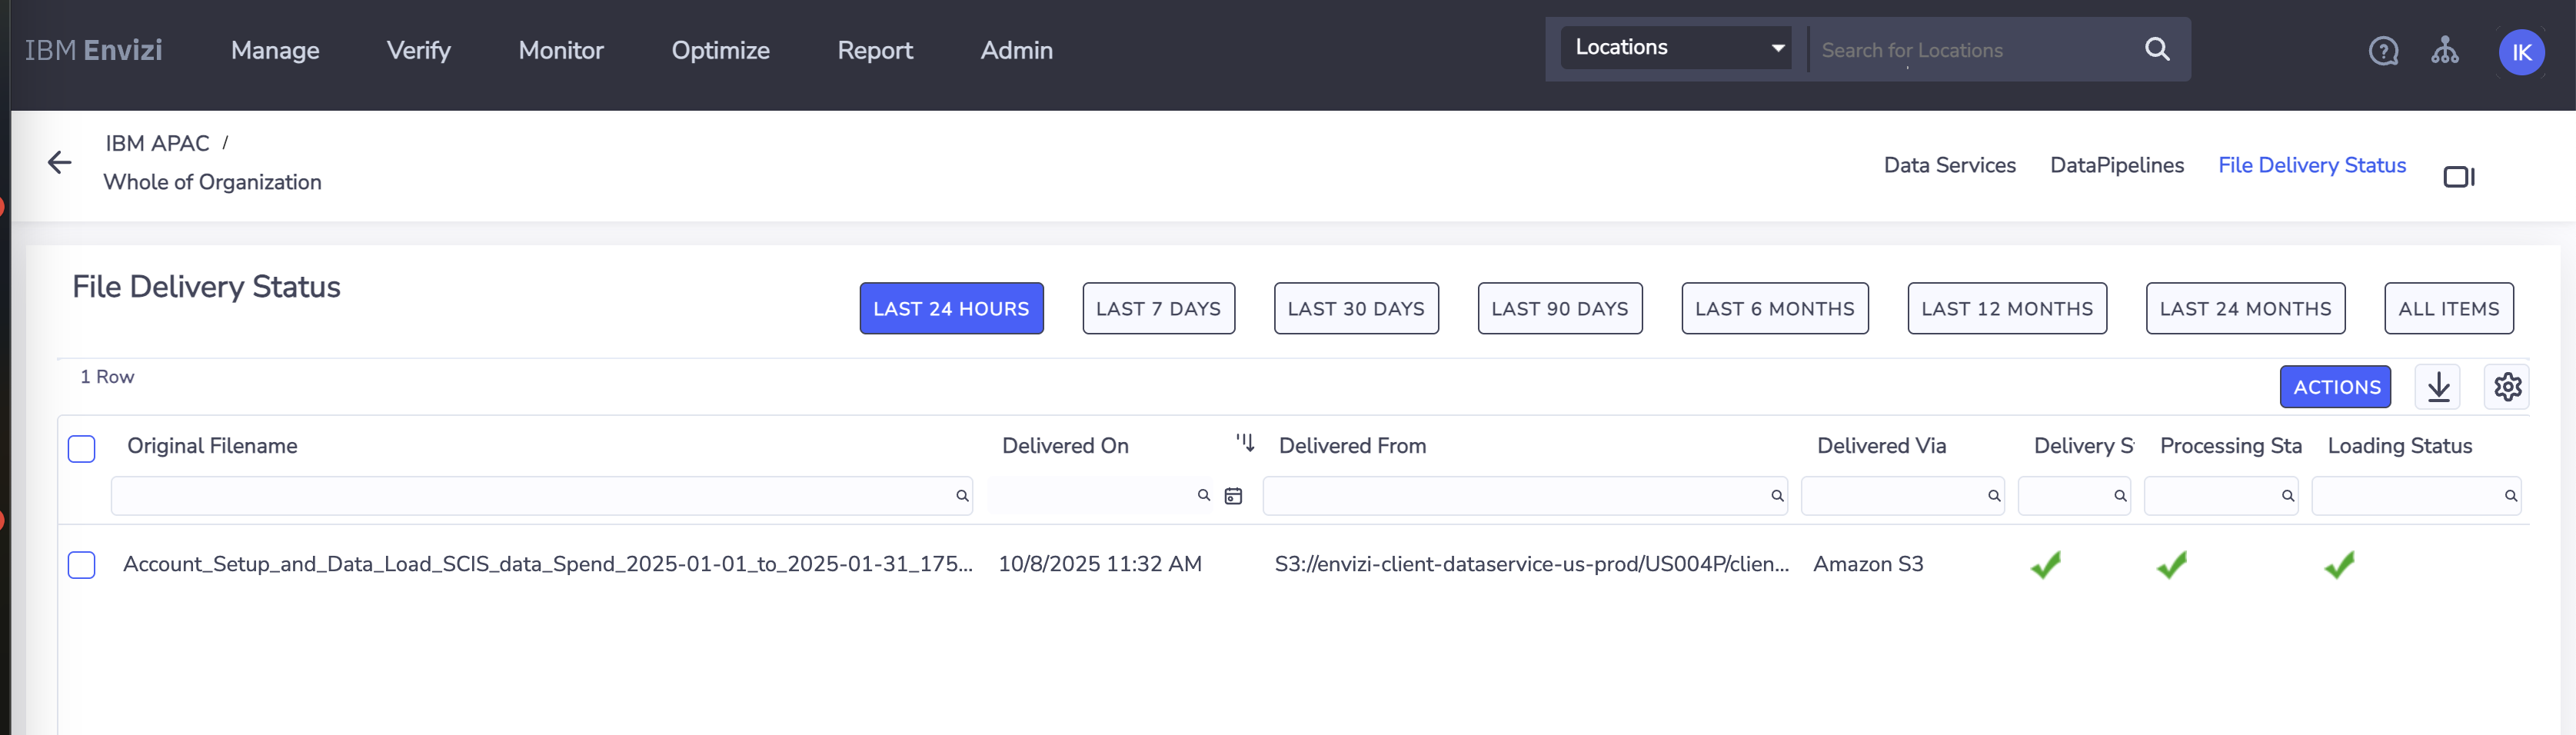 IBM Envizi Manage Verify Monitor Optimize Report Admin Locations Search for Locations IK
IBM APAC /
Whole of Organization
Data Services DataPipelines File Delivery Status
File Delivery Status
LAST 24 HOURS LAST 7 DAYS LAST 30 DAYS LAST 90 DAYS LAST 6 MONTHS LAST 12 MONTHS LAST 24 MONTHS ALL ITEMS
1 Row
ACTIONS
Original Filename Delivered On Delivered From Delivered Via Delivery S Processing Sta Loading Status
Account_Setup_and_Data_Load_SCIS_data_Spend_2025-01-01_to_2025-01-31_175... 10/8/2025 11:32 AM S3://envizi-client-dataservice-us-prod/US004P/clien... Amazon S3